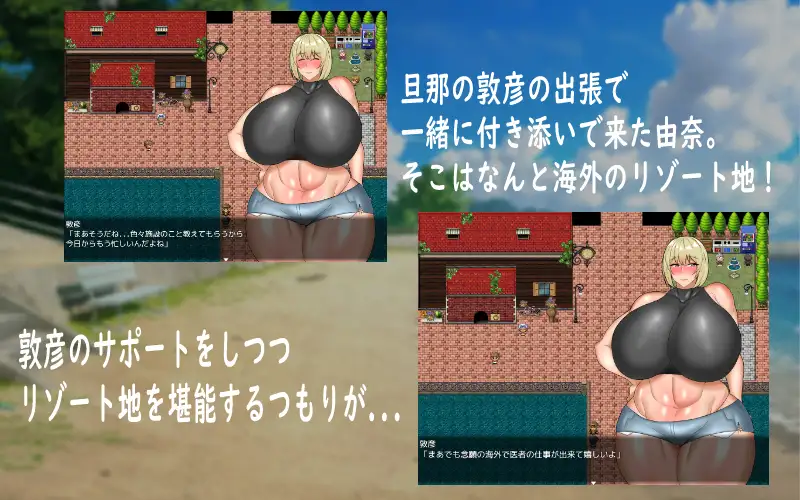 旦那の敦彦の出張で
一緒に付き添いで来た由奈。
そこはなんと海外のリゾート地！
敦彦
「まあそうだね...色々施設のこと教えてもらうから
今日からもう忙しいんだよね」
敦彦のサポートをしつつ
リゾート地を堪能するつもりが...
敦彦
「まあでも念願の海外で医者の仕事が出来て嬉しいよ」